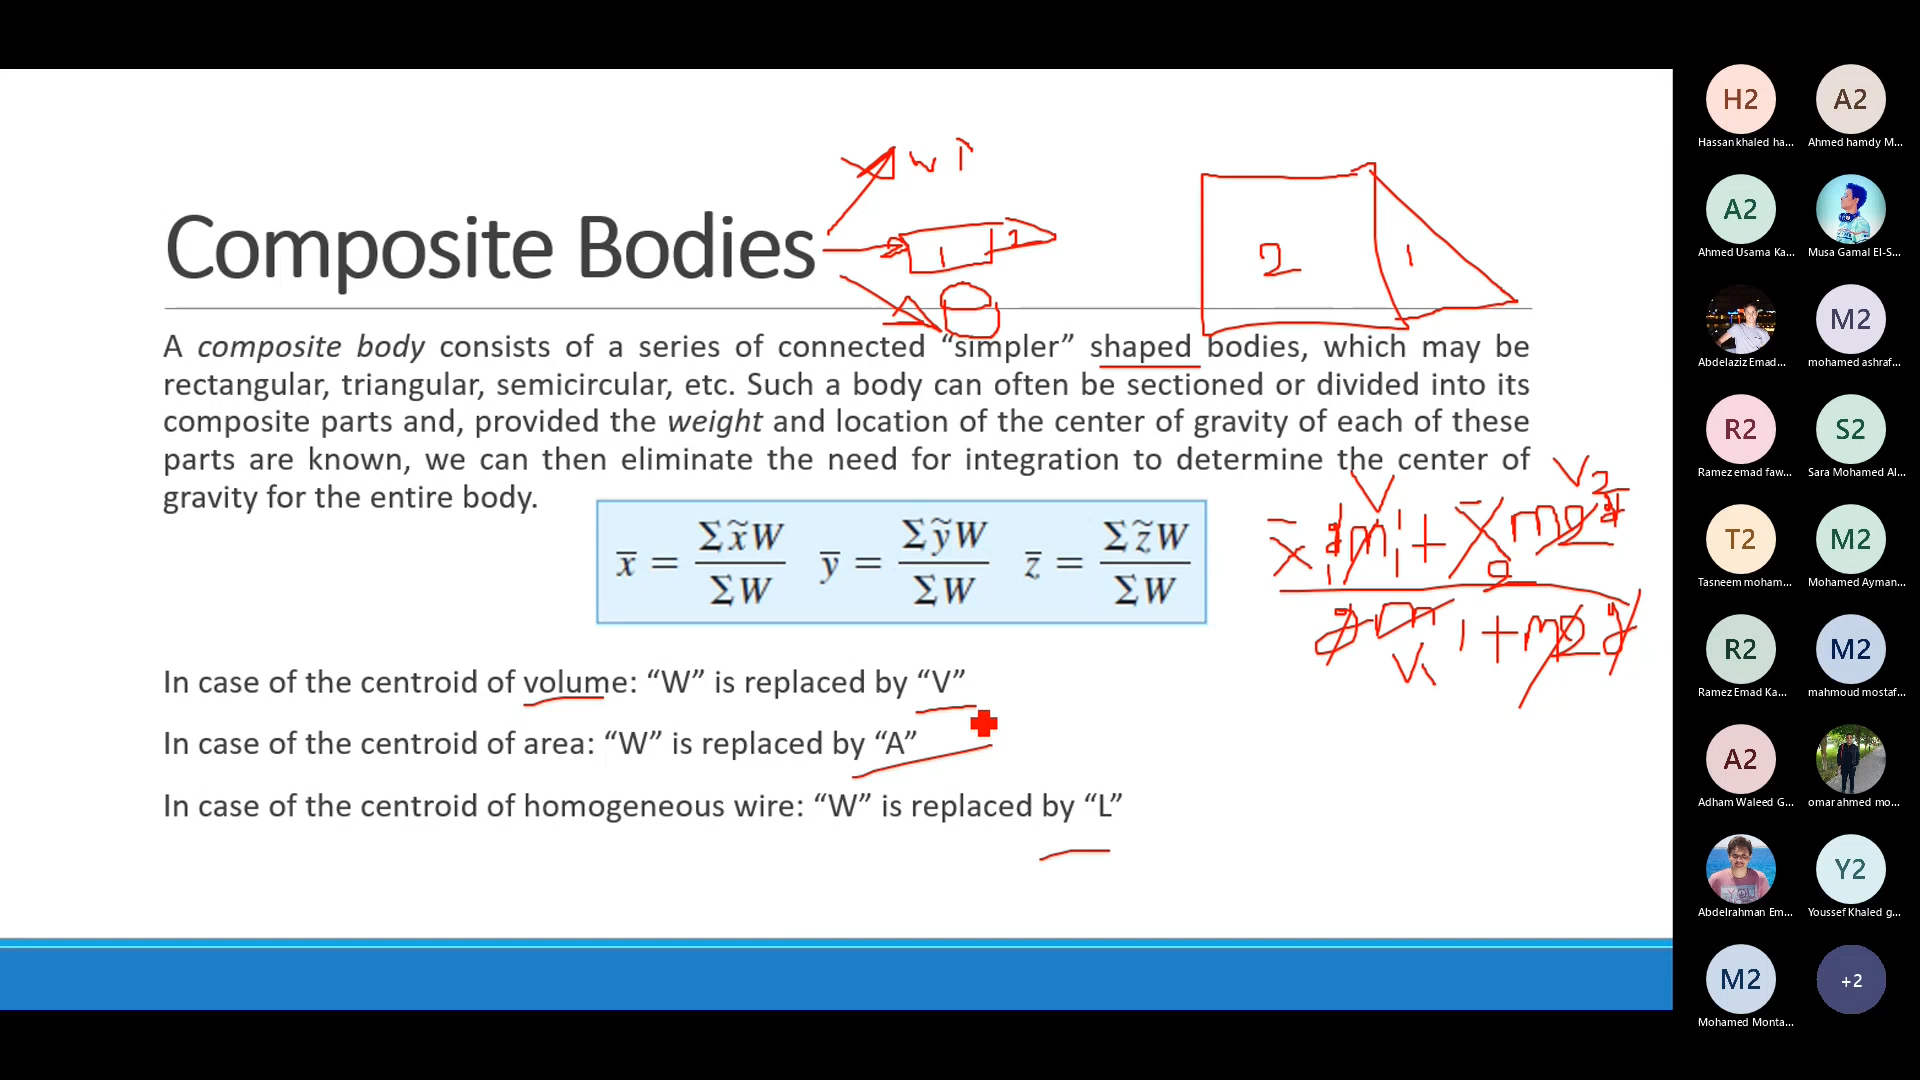 Composite Bodies
A composite body consists of a series of connected “simpler” shaped bodies, which may be
rectangular, triangular, semicircular, etc. Such a body can often be sectioned or divided into its
composite parts and, provided the weight and location of the center of gravity of each of these
parts are known, we can then eliminate the need for integration to determine the center of
gravity for the entire body.
x̄ = Σx̃W / ΣW ȳ = ΣỹW / ΣW z̄ = Σz̃W / ΣW
In case of the centroid of volume: “W” is replaced by “V”
In case of the centroid of area: “W” is replaced by “A”
In case of the centroid of homogeneous wire: “W” is replaced by “L”
1 2
2 1
V V2
V1
H2 A2
Hassan khaled ha... Ahmed hamdy M...
A2
Ahmed Usama Ka... Musa Gamal El-S...
M2
Abdelaziz Emad... mohamed ashraf...
R2 S2
Ramez emad faw... Sara Mohamed Al...
T2 M2
Tasneem moham... Mohamed Ayman...
R2 M2
Ramez Emad Ka... mahmoud mostaf...
A2
Adham Waleed G... omar ahmed mo...
Y2
Abdelrahman Em... Youssef Khaled g...
M2 +2
Mohamed Monta...